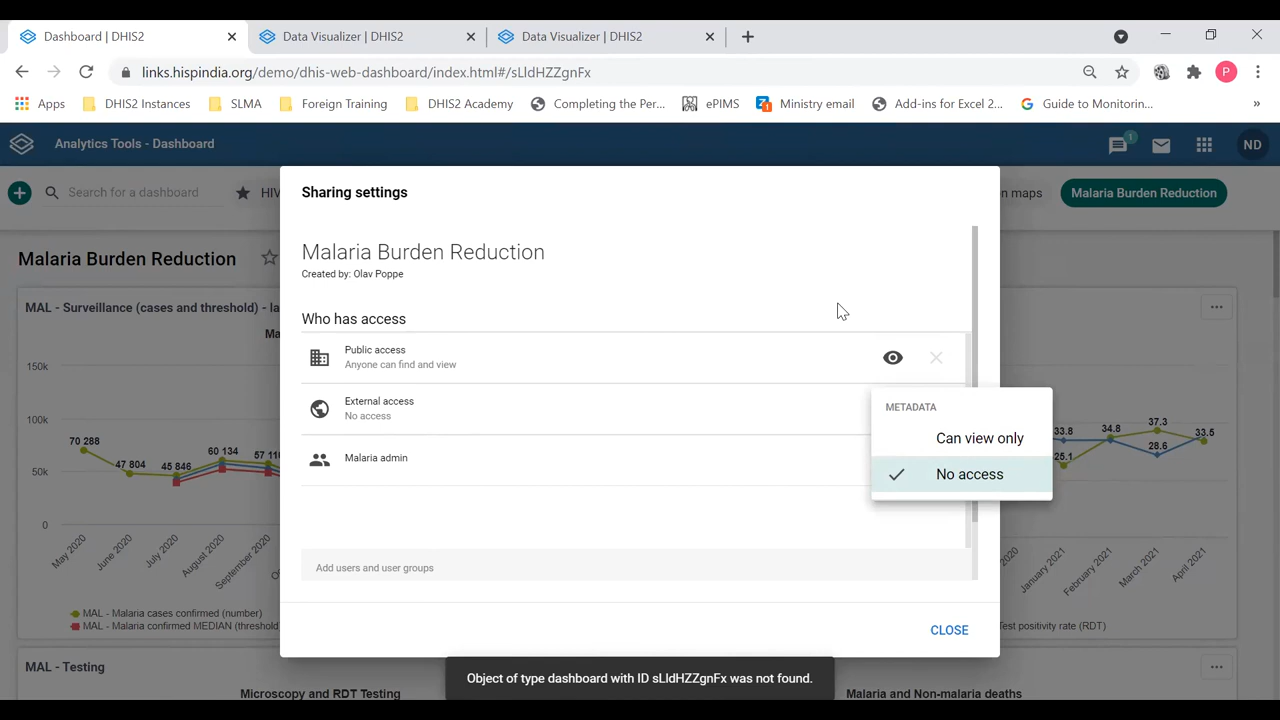 Dashboard | DHIS2
Data Visualizer | DHIS2
Data Visualizer | DHIS2
links.hispindia.org/demo/dhis-web-dashboard/index.html#/sLldHZZgnFx
P
Apps
DHIS2 Instances
SLMA
Foreign Training
DHIS2 Academy
Completing the Per...
ePIMS
Ministry email
Add-ins for Excel 2...
Guide to Monitorin...
»
Analytics Tools - Dashboard
1
ND
Search for a dashboard
HIV
n maps
Malaria Burden Reduction
Malaria Burden Reduction
MAL - Surveillance (cases and threshold) - la
Ma
150k
100k
50k
0
70 288
47 804
45 846
60 134
57 110
May 2020
June 2020
July 2020
August 2020
September 2020
MAL - Malaria cases confirmed (number)
MAL - Malaria confirmed MEDIAN (threshold
Sharing settings
Malaria Burden Reduction
Created by: Olav Poppe
Who has access
Public access
Anyone can find and view
External access
No access
Malaria admin
Add users and user groups
METADATA
Can view only
No access
CLOSE
33.8
25.1
34.8
37.3
28.6
33.5
2020
January 2021
February 2021
March 2021
April 2021
Test positivity rate (RDT)
MAL - Testing
Microscopy and RDT Testing
Malaria and Non-malaria deaths
Object of type dashboard with ID sLldHZZgnFx was not found.